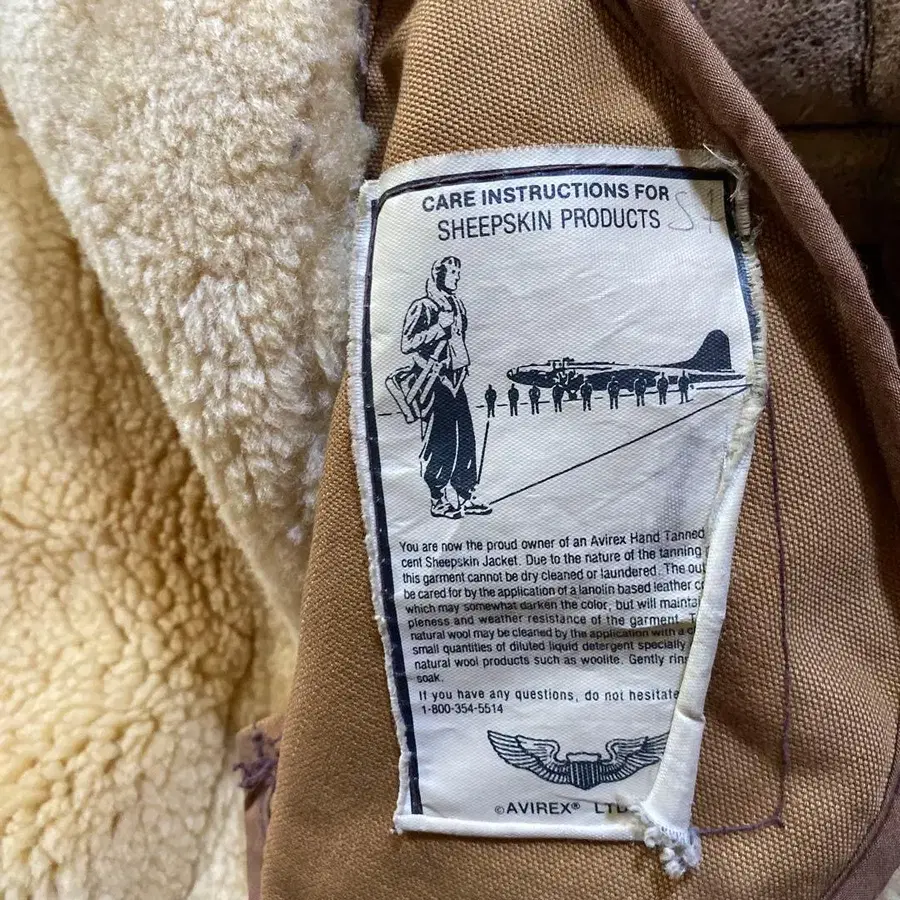 CARE INSTRUCTIONS FOR
SHEEPSKIN PRODUCTS
You are now the proud owner of an Avirex Hand Tanned
cent Sheepskin Jacket. Due to the nature of the tanning
this garment cannot be dry cleaned or laundered. The
be cared for by the application of a lanolin based leather
which may somewhat darken the color, but will
pleness and weather resistance of the garment.
natural wool may be cleaned by the application with a
small quantities of diluted liquid detergent specially
natural wool products such as woolite. Gently
soak.
If you have any questions, do not hesitate
1-800-354-5514
©AVIREX® LTD